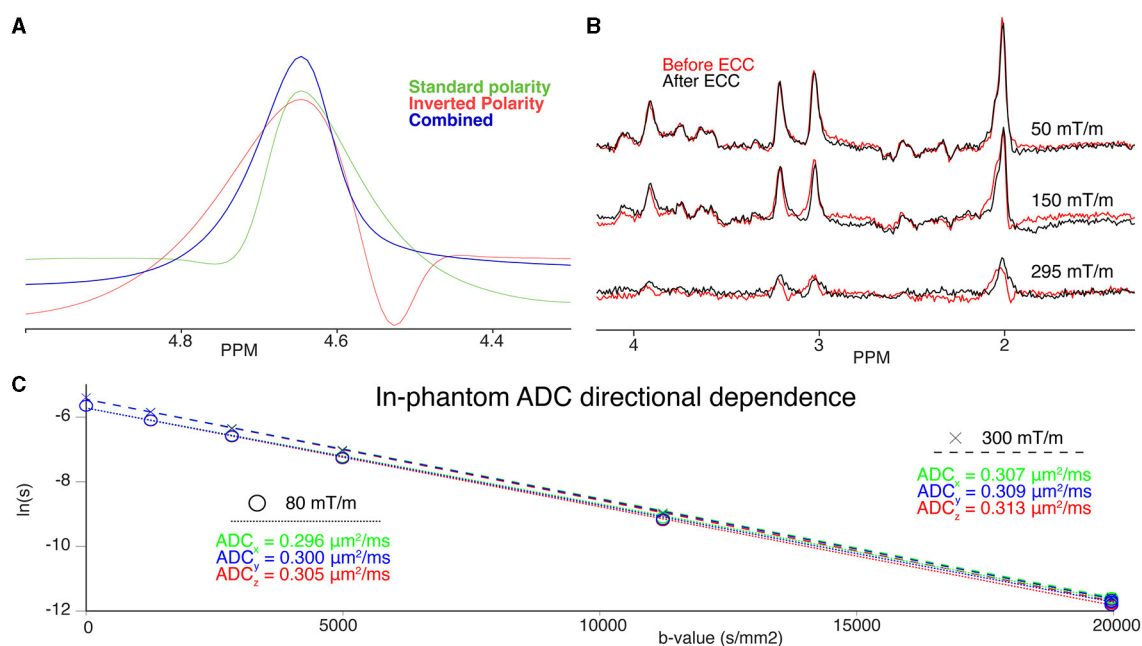 A
Standard polarity
Inverted Polarity
Combined
4.8
4.6
4.4
PPM
B
Before ECC
After ECC
50 mT/m
150 mT/m
295 mT/m
4
3
2
PPM
C
In-phantom ADC directional dependence
-6
-8
-10
-12
ln(s)
80 mT/m
ADCx = 0.296 µm²/ms
ADCy = 0.300 µm²/ms
ADCz = 0.305 µm²/ms
300 mT/m
ADCx = 0.307 µm²/ms
ADCy = 0.309 µm²/ms
ADCz = 0.313 µm²/ms
0
5000
10000
15000
20000
b-value (s/mm2)